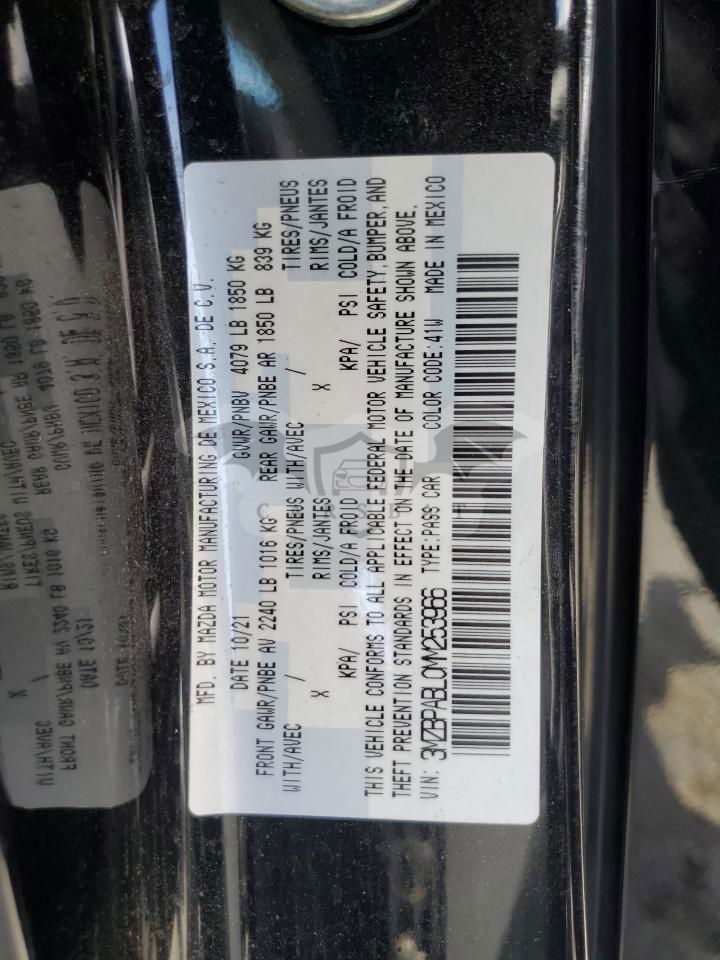 MFD. BY MAZDA MOTOR MANUFACTURING DE MEXICO S.A. DE C.V.
DATE 10/21 GVWR/PNBV 4079 LB 1850 KG
FRONT GAWR/PNBE AV 2240 LB 1016 KG REAR GAWR/PNBE AR 1850 LB 839 KG
WITH/AVEC / TIRES/PNEUS WITH/AVEC / TIRES/PNEUS
X RIMS/JANTES X RIMS/JANTES
KPA/ PSI COLD/A FROID KPA/ PSI COLD/A FROID
THIS VEHICLE CONFORMS TO ALL APPLICABLE FEDERAL MOTOR VEHICLE SAFETY, BUMPER, AND
THEFT PREVENTION STANDARDS IN EFFECT ON THE DATE OF MANUFACTURE SHOWN ABOVE.
VIN: 3MZBPABL0MM253966 TYPE:PASS CAR COLOR CODE:41W MADE IN MEXICO